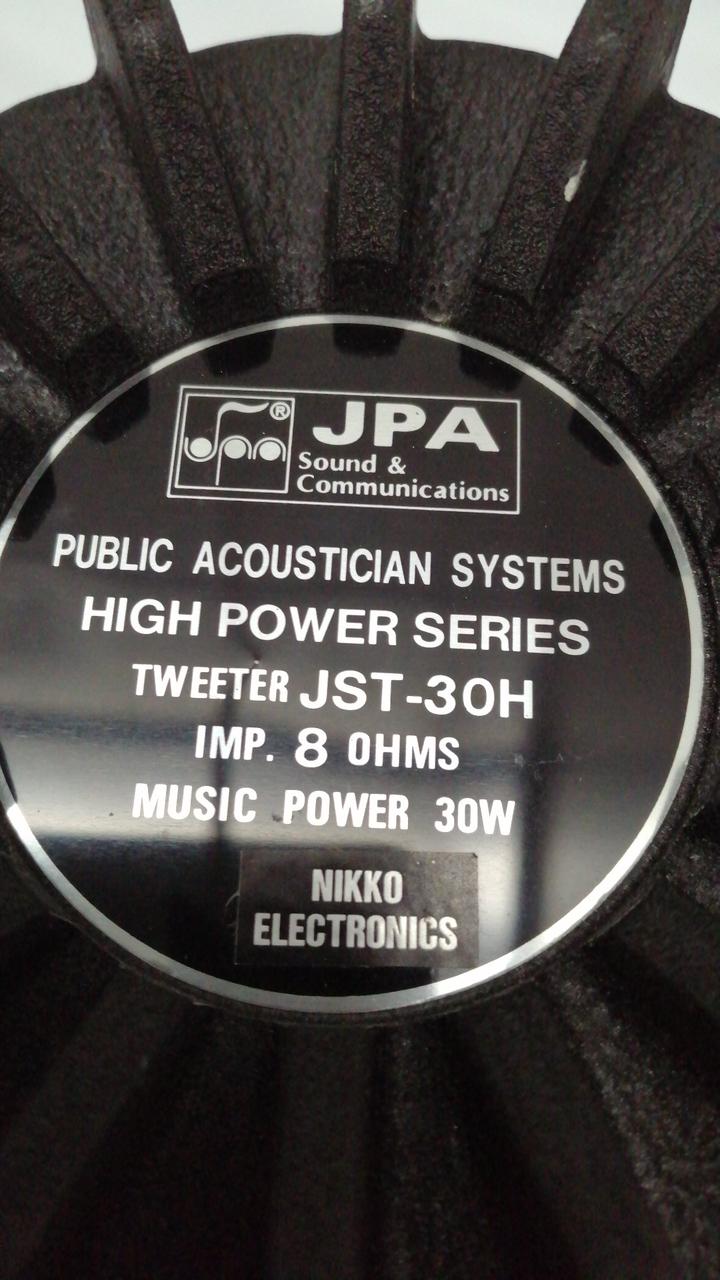 jpa ®
JPA
Sound &
Communications
PUBLIC ACOUSTICIAN SYSTEMS
HIGH POWER SERIES
TWEETER JST-30H
IMP. 8 OHMS
MUSIC POWER 30W
NIKKO
ELECTRONICS